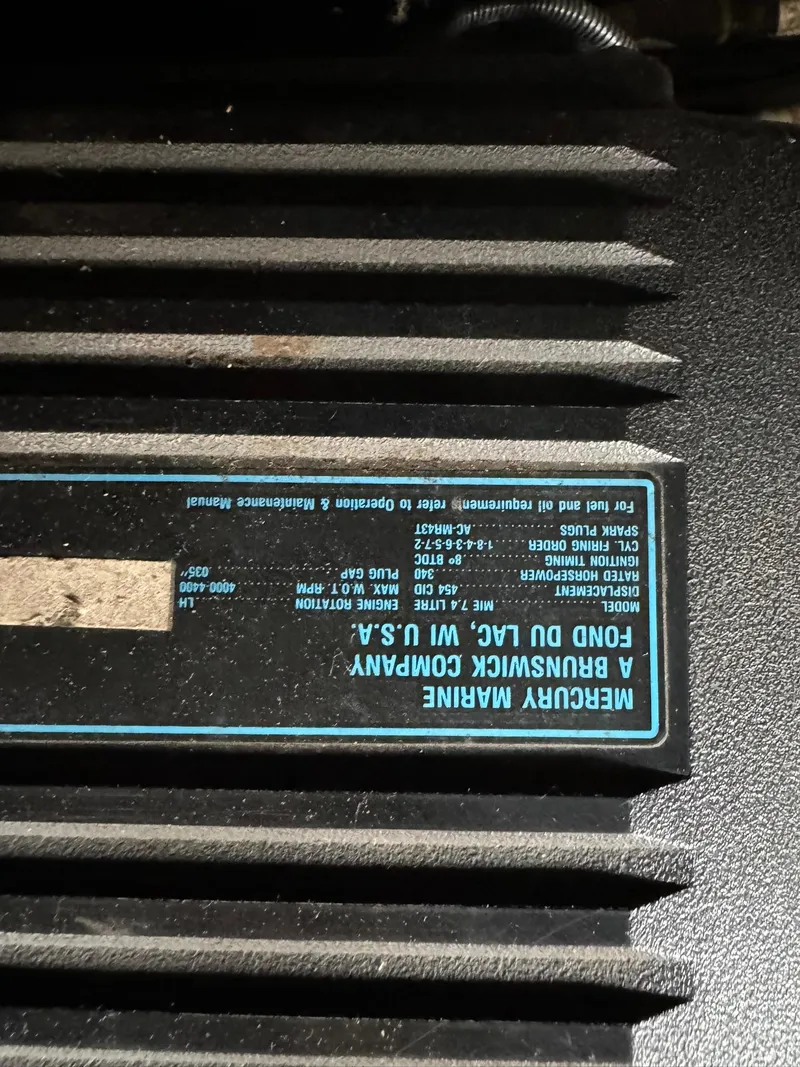 MERCURY MARINE
A BRUNSWICK COMPANY
FOND DU LAC, WI U.S.A.
MODEL MIE 7.4 LITRE ENGINE ROTATION LH
DISPLACEMENT 454 CID MAX. W.O.T. RPM 4000-4400
RATED HORSEPOWER 340 PLUG GAP .035"
IGNITION TIMING 8º BTDC
CYL. FIRING ORDER 1-8-4-3-6-5-7-2
SPARK PLUGS AC-MR43T
For fuel and oil requirements refer to Operation & Maintenance Manual